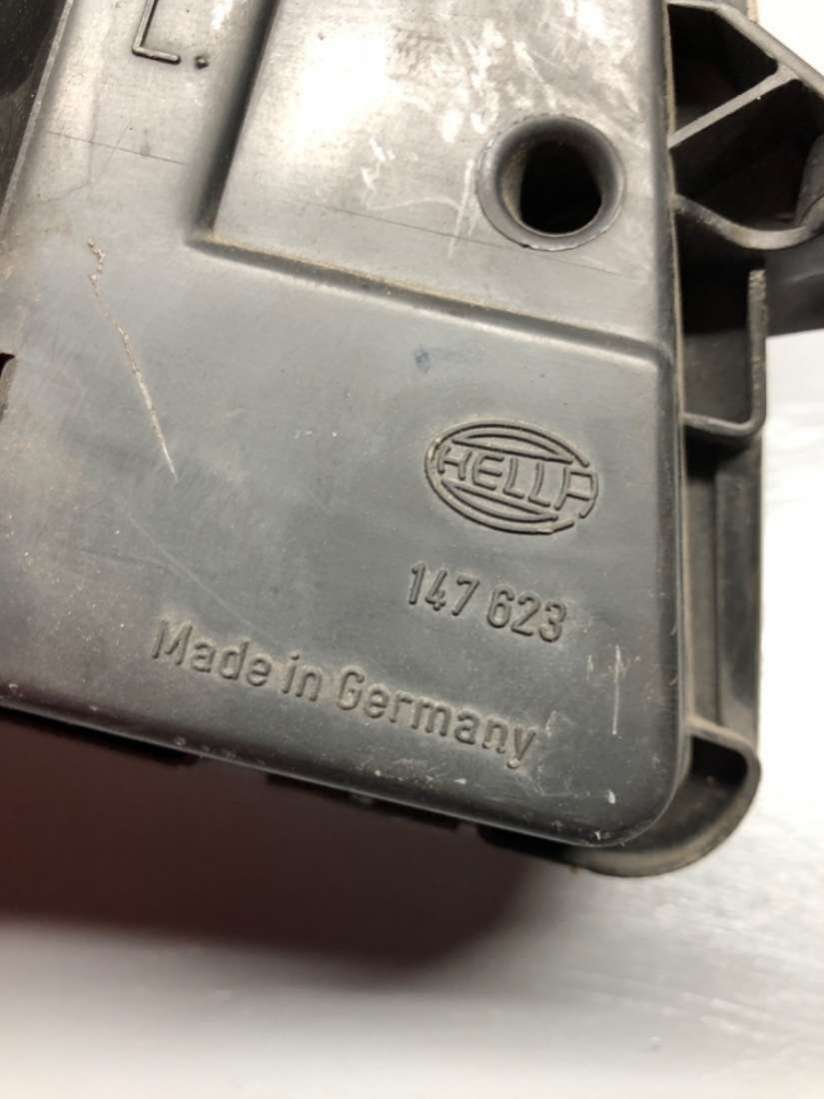 L.
HELLA
147 623
Made in Germany